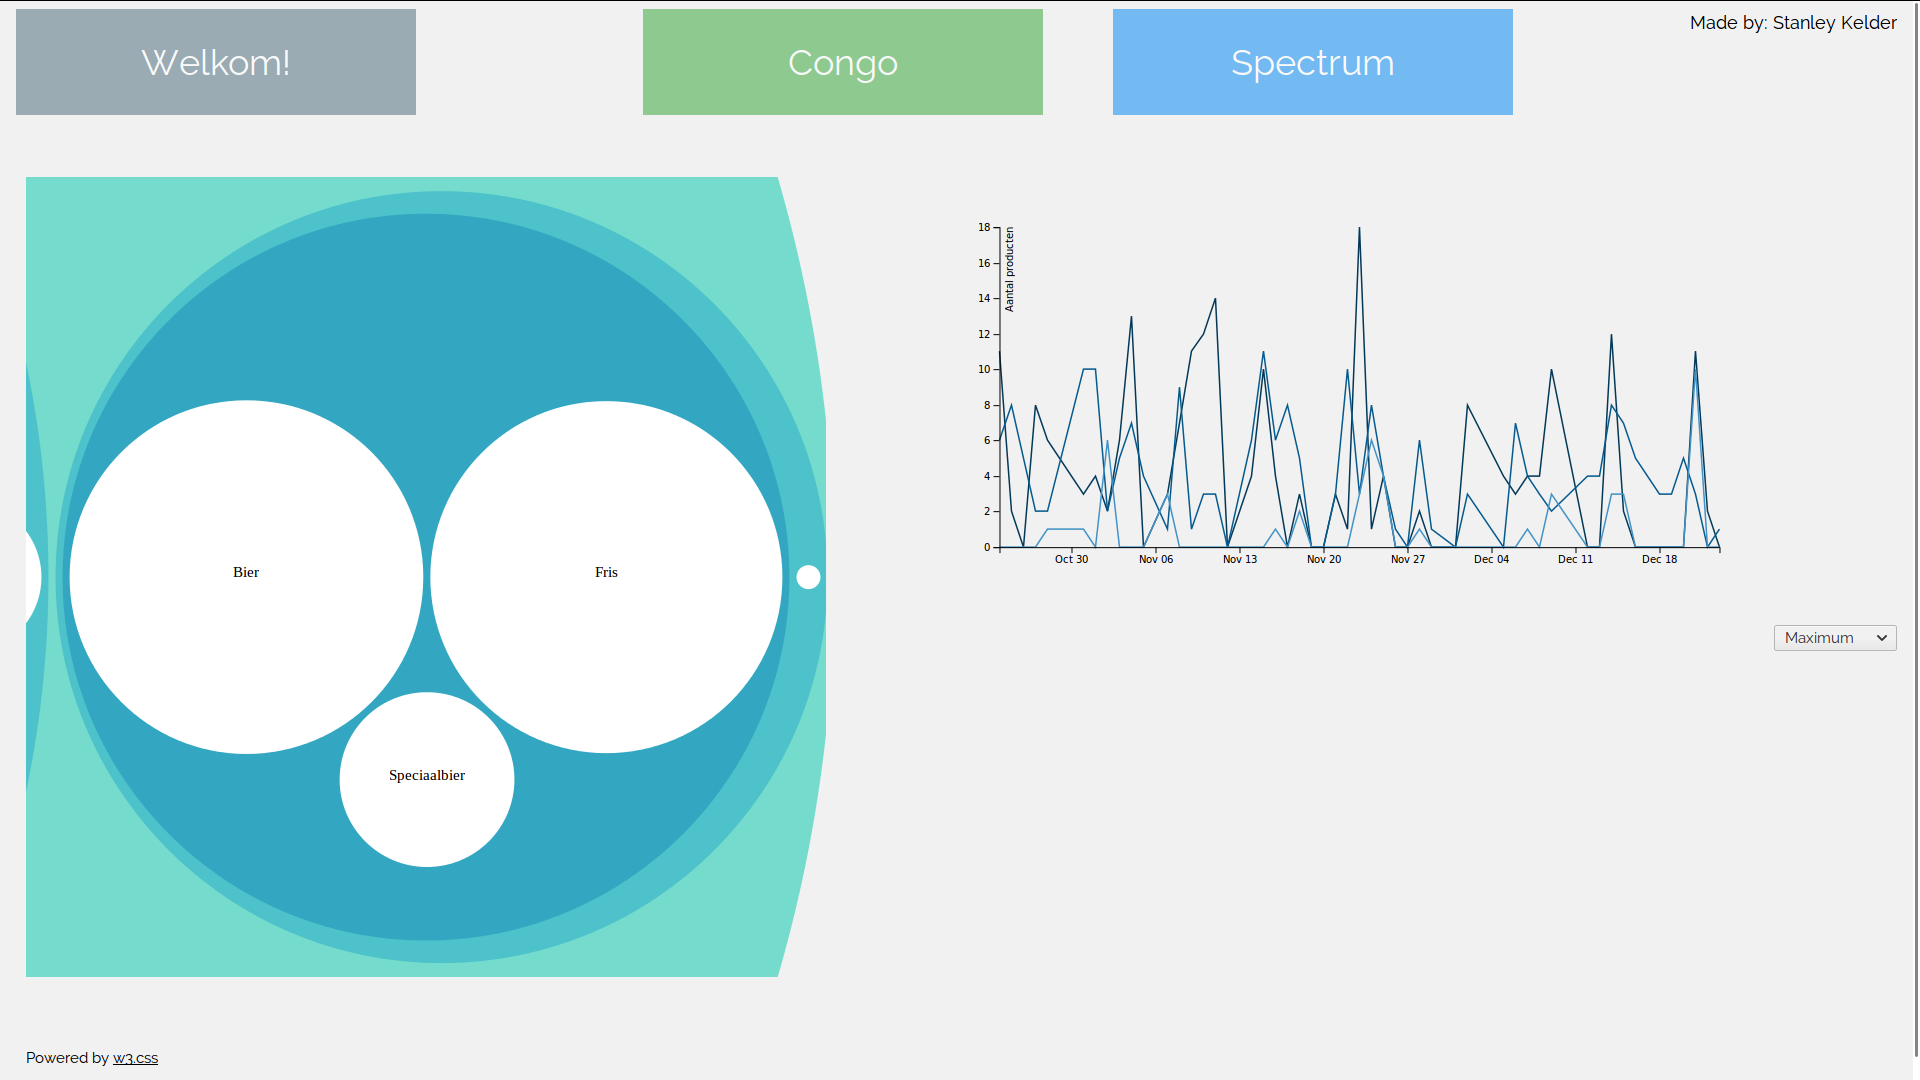 Welkom!
Congo
Spectrum
Made by: Stanley Kelder
Bier
Fris
Speciaalbier
Aantal producten
18
16
14
12
10
8
6
4
2
0
Oct 30 Nov 06 Nov 13 Nov 20 Nov 27 Dec 04 Dec 11 Dec 18
Maximum
Powered by w3.css